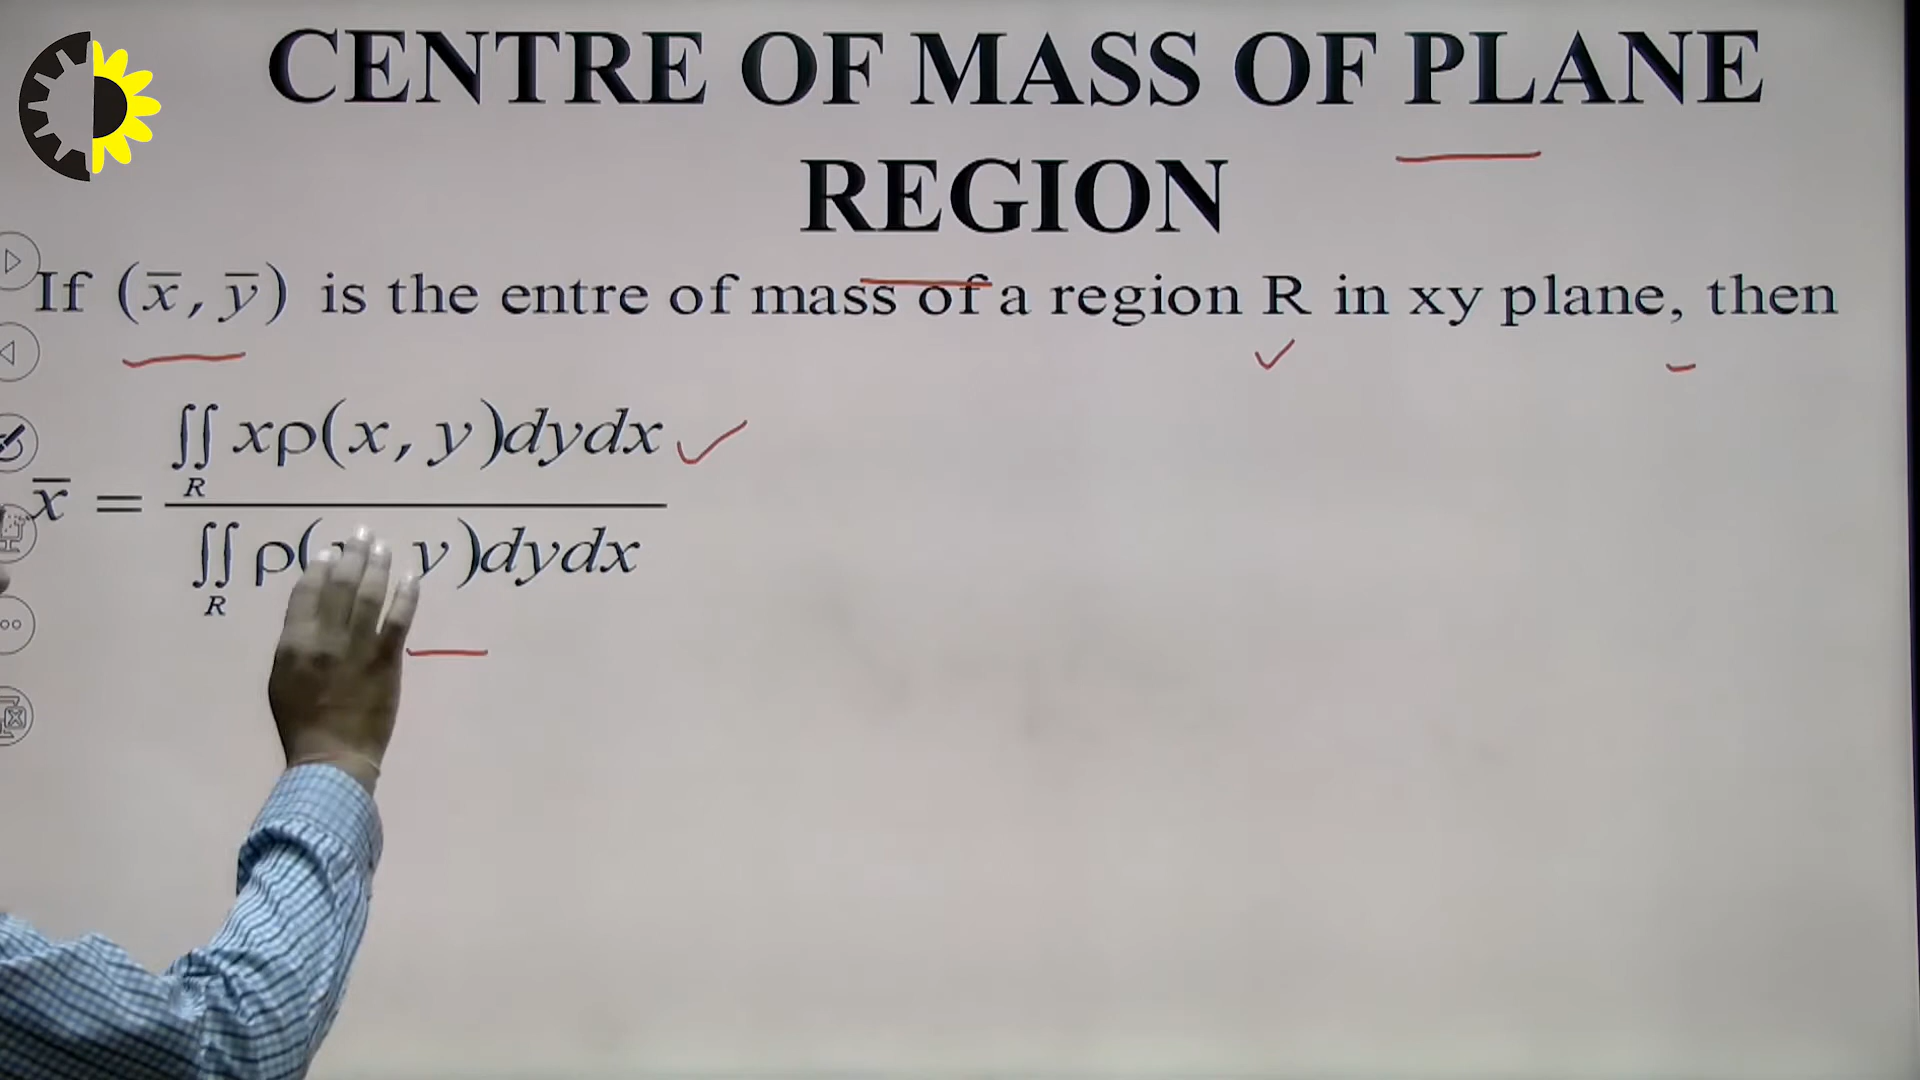 CENTRE OF MASS OF PLANE
REGION
If (x̅, y̅) is the entre of mass of a region R in xy plane, then
x̅ = ∬_R xρ(x, y)dydx / ∬_R ρ(x, y)dydx